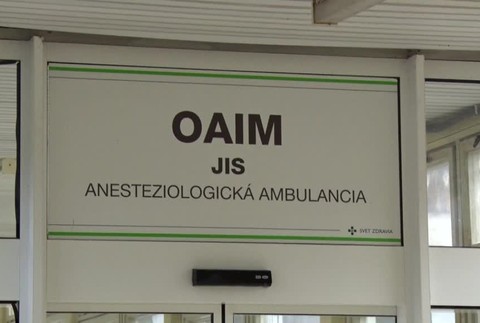 OAIM
JIS
ANESTEZIOLOGICKÁ AMBULANCIA
SVET ZDRAVIA